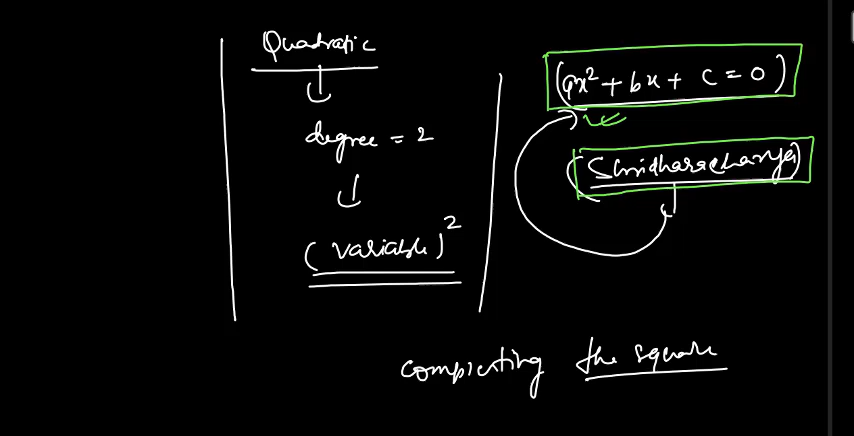 Quadratic
degree = 2
(variable)²
(ax² + bx + c = 0)
(Shridharacharya)
completing the square